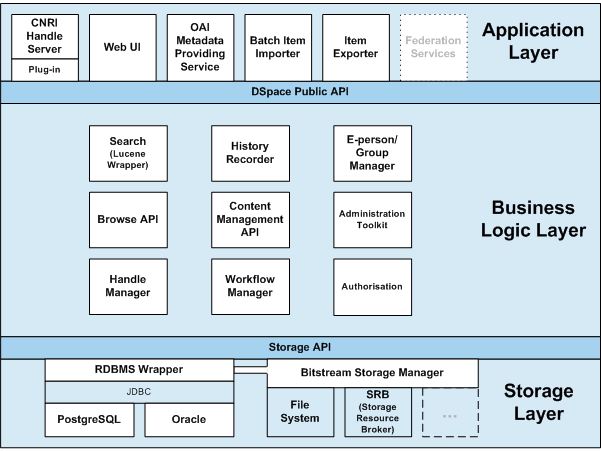 CNRI
Handle
Server
Plug-in
Web UI
OAI
Metadata
Providing
Service
Batch Item
Importer
Item
Exporter
Federation
Services
Application
Layer
DSpace Public API
Search
(Lucene
Wrapper)
History
Recorder
E-person/
Group
Manager
Browse API
Content
Management
API
Administration
Toolkit
Business
Logic Layer
Handle
Manager
Workflow
Manager
Authorisation
Storage API
RDBMS Wrapper
Bitstream Storage Manager
JDBC
PostgreSQL
Oracle
File
System
SRB
(Storage
Resource
Broker)
...
Storage
Layer